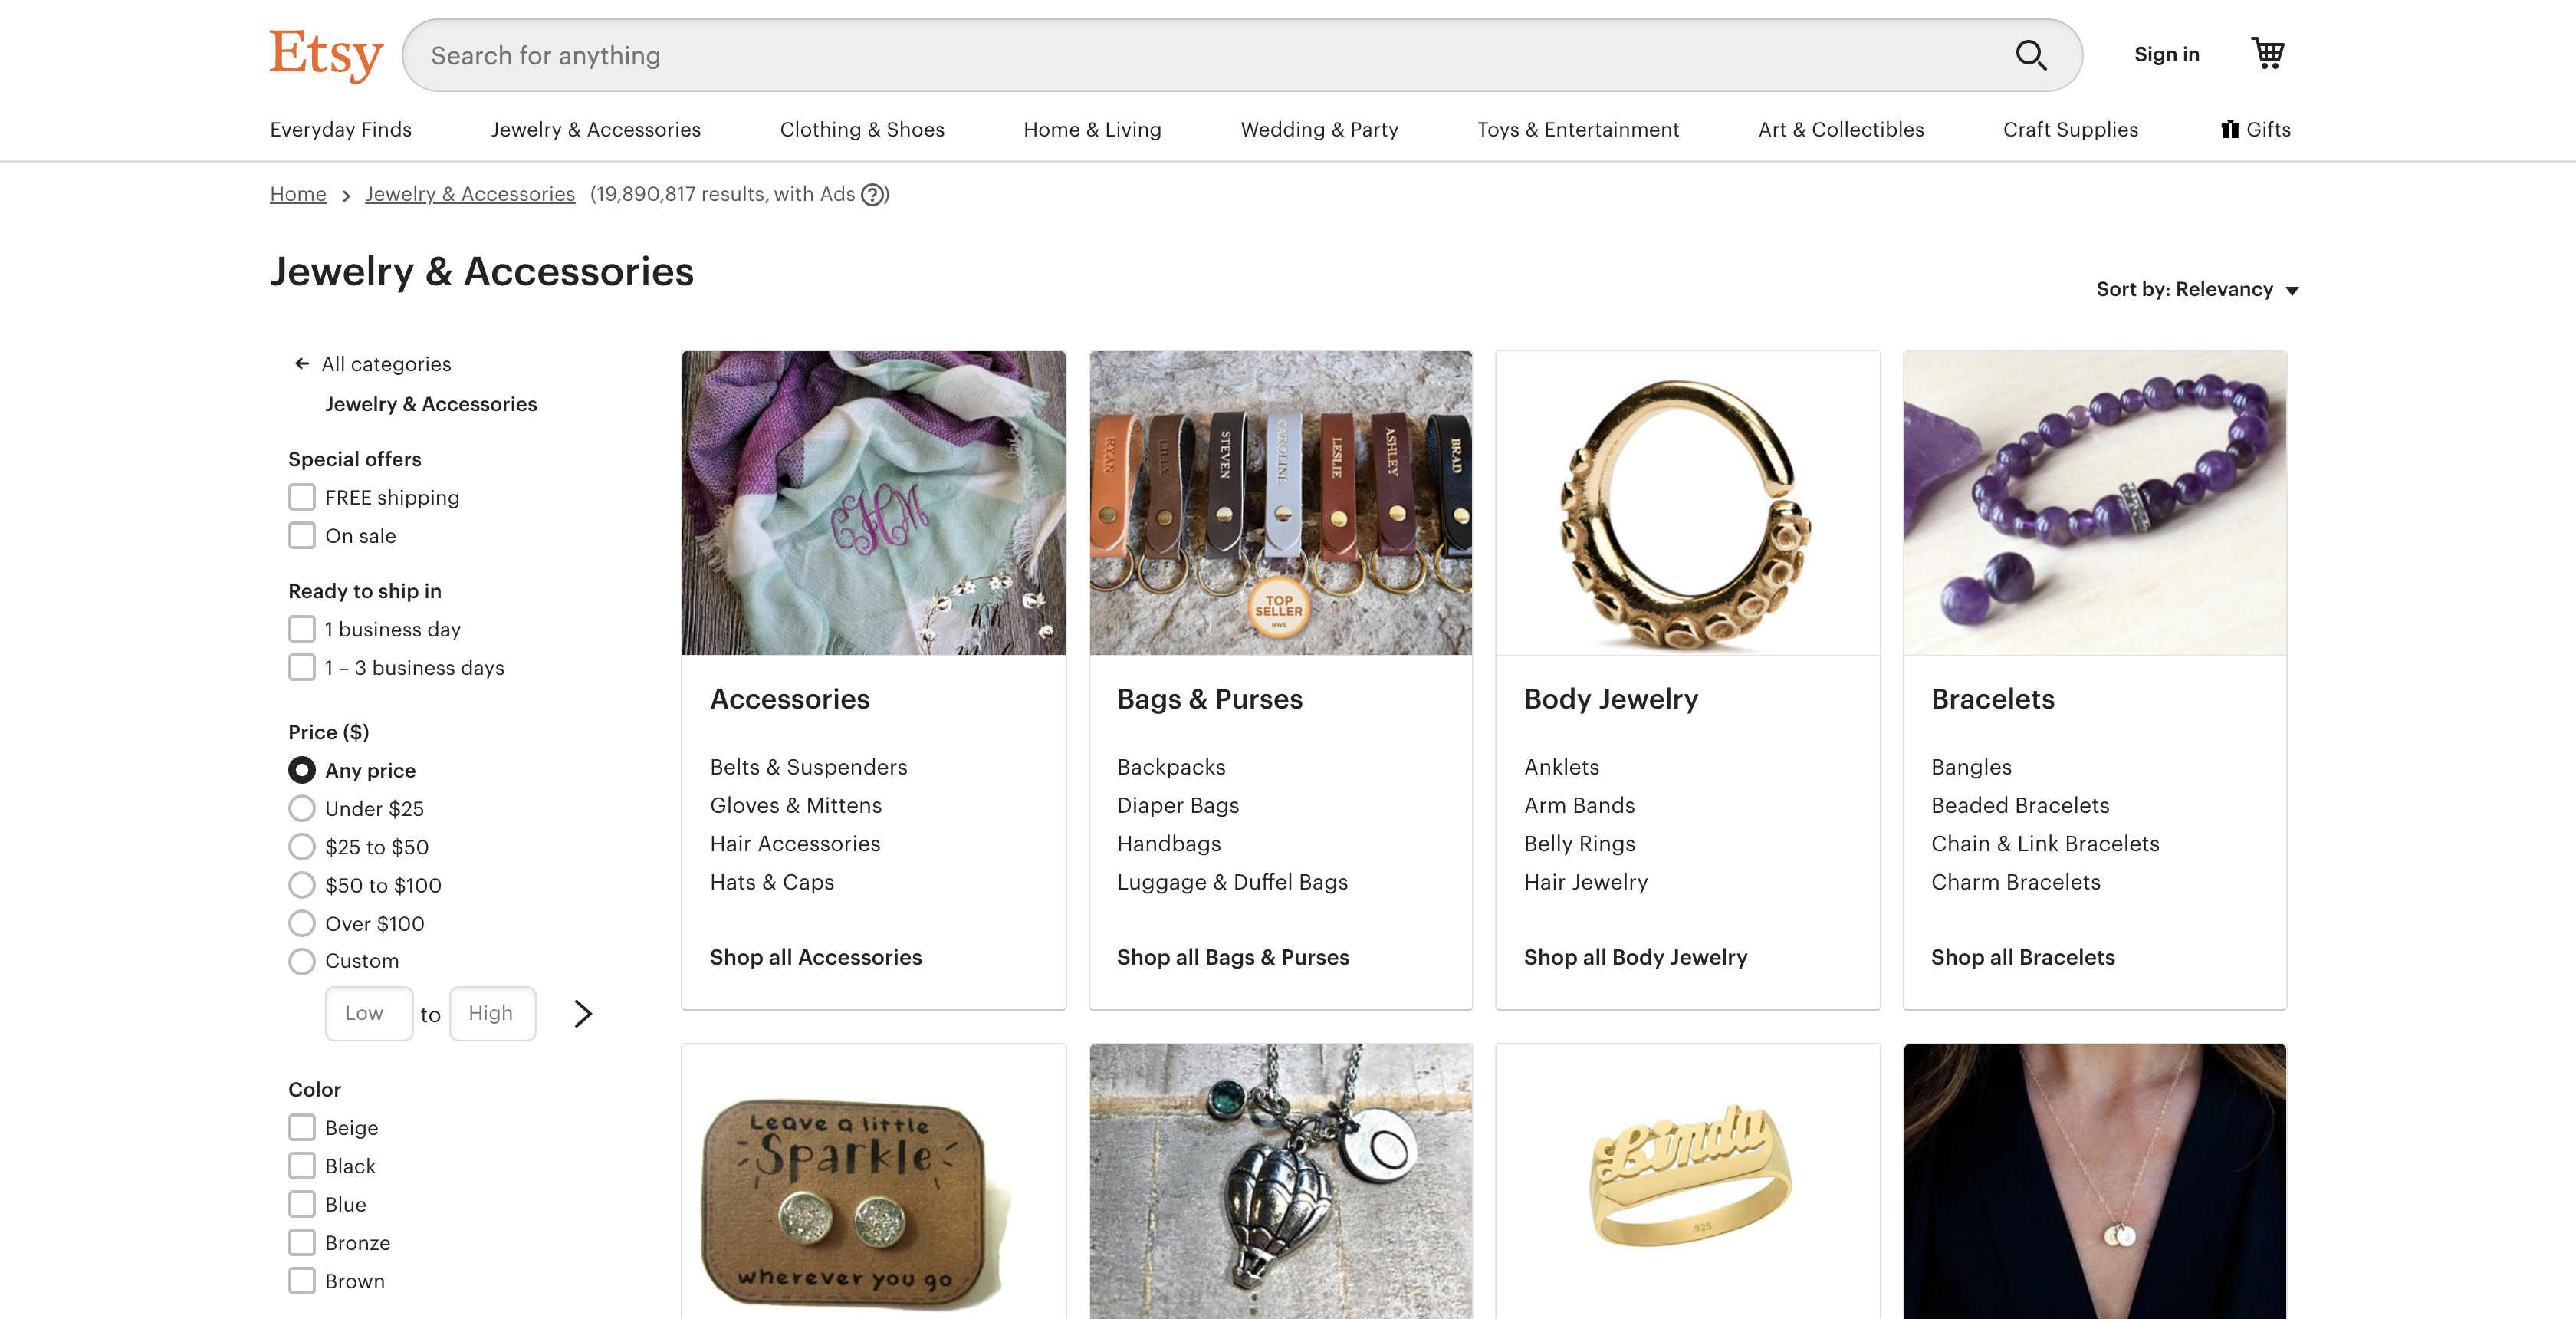 Etsy
Search for anything
Sign in
Everyday Finds
Jewelry & Accessories
Clothing & Shoes
Home & Living
Wedding & Party
Toys & Entertainment
Art & Collectibles
Craft Supplies
Gifts
Home
Jewelry & Accessories
(19,890,817 results, with Ads ?)
Jewelry & Accessories
Sort by: Relevancy
All categories
Jewelry & Accessories
Special offers
FREE shipping
On sale
Ready to ship in
1 business day
1 – 3 business days
Price ($)
Any price
Under $25
$25 to $50
$50 to $100
Over $100
Custom
Low to High
Color
Beige
Black
Blue
Bronze
Brown
RYAN
LILLY
STEVEN
CAROLINE
LESLIE
ASHLEY
BRAD
TOP
SELLER
NWS
Accessories
Belts & Suspenders
Gloves & Mittens
Hair Accessories
Hats & Caps
Shop all Accessories
Bags & Purses
Backpacks
Diaper Bags
Handbags
Luggage & Duffel Bags
Shop all Bags & Purses
Body Jewelry
Anklets
Arm Bands
Belly Rings
Hair Jewelry
Shop all Body Jewelry
Bracelets
Bangles
Beaded Bracelets
Chain & Link Bracelets
Charm Bracelets
Shop all Bracelets
Leave a little
Sparkle
wherever you go
O
Linda
.925